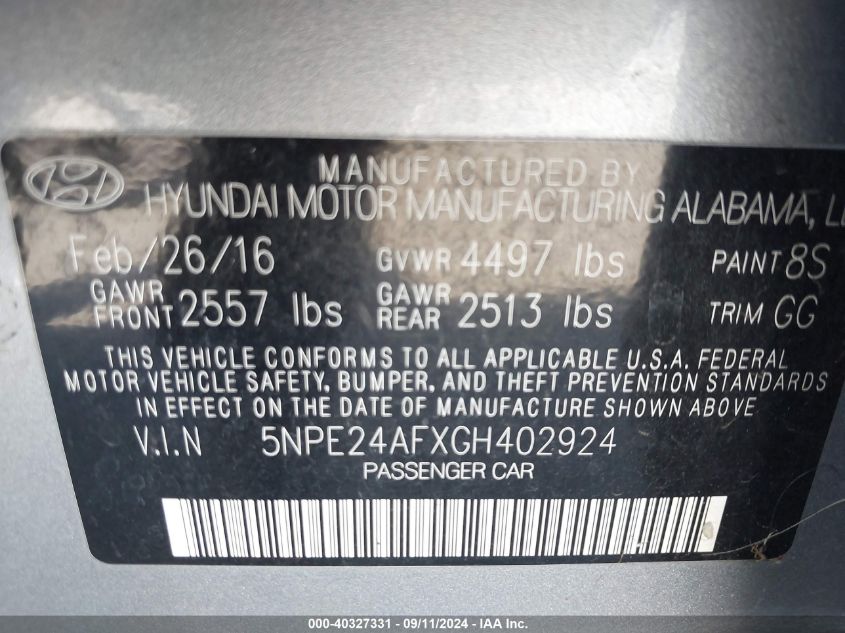 MANUFACTURED BY
HYUNDAI MOTOR MANUFACTURING ALABAMA,
Feb/26/16 GVWR 4497 lbs PAINT 8S
GAWR FRONT 2557 lbs GAWR REAR 2513 lbs TRIM GG
THIS VEHICLE CONFORMS TO ALL APPLICABLE U.S.A. FEDERAL
MOTOR VEHICLE SAFETY, BUMPER, AND THEFT PREVENTION STANDARDS
IN EFFECT ON THE DATE OF MANUFACTURE SHOWN ABOVE
V.I.N 5NPE24AFXGH402924
PASSENGER CAR
000-40327331 - 09/11/2024 - IAA Inc.